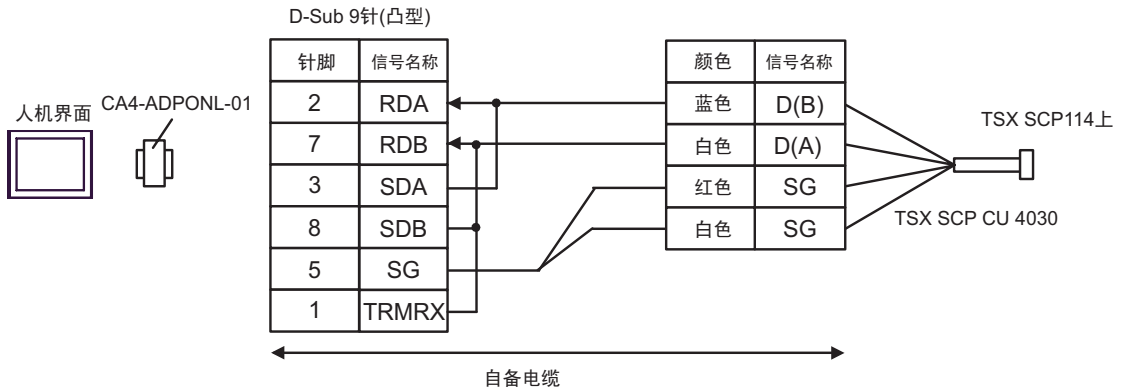 D-Sub 9针(凸型)
人机界面
CA4-ADPONL-01
针脚 信号名称
2 RDA
7 RDB
3 SDA
8 SDB
5 SG
1 TRMRX
颜色 信号名称
蓝色 D(B)
白色 D(A)
红色 SG
白色 SG
TSX SCP114上
TSX SCP CU 4030
自备电缆